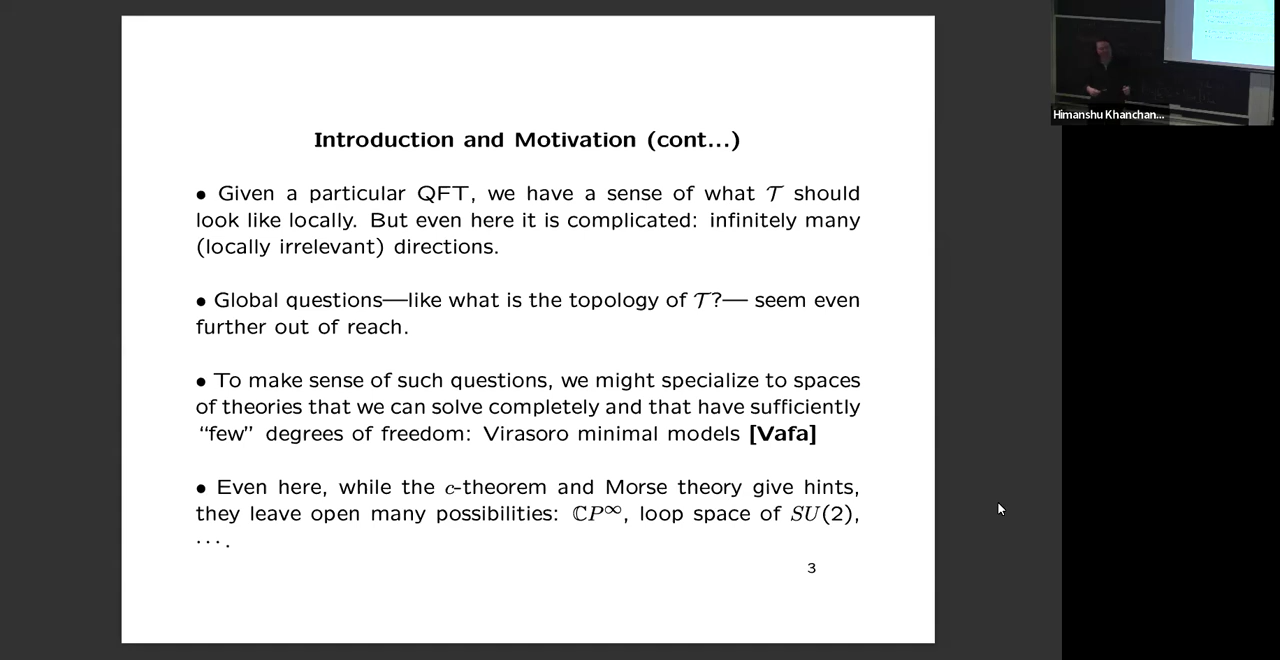 Introduction and Motivation (cont...)
• Given a particular QFT, we have a sense of what 𝒯 should
look like locally. But even here it is complicated: infinitely many
(locally irrelevant) directions.
• Global questions—like what is the topology of 𝒯?— seem even
further out of reach.
• To make sense of such questions, we might specialize to spaces
of theories that we can solve completely and that have sufficiently
“few” degrees of freedom: Virasoro minimal models [Vafa]
• Even here, while the c-theorem and Morse theory give hints,
they leave open many possibilities: ℂP^∞, loop space of SU(2),
··· .
3
Himanshu Khanchan...